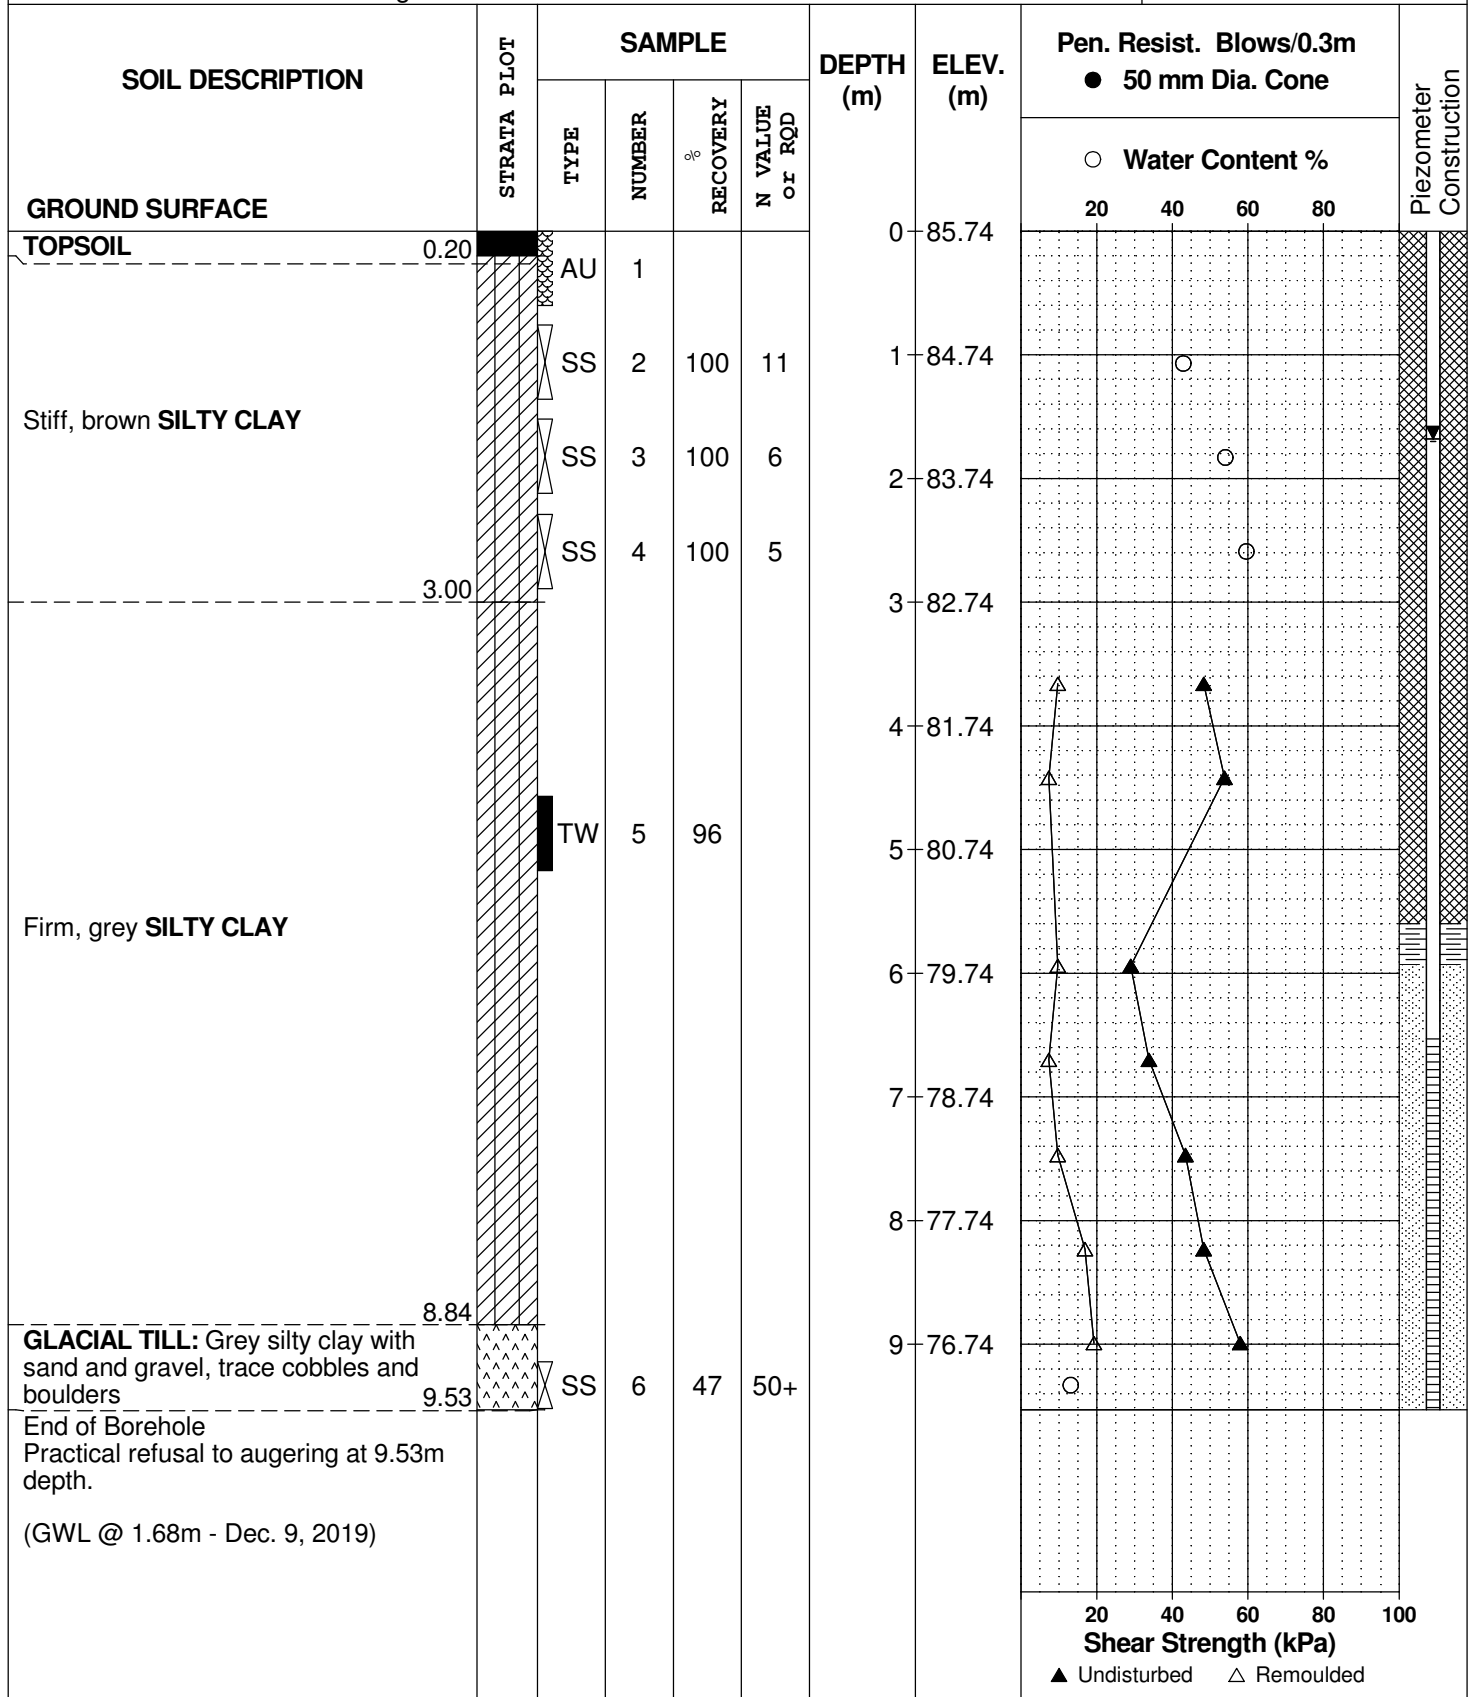 SOIL DESCRIPTION
GROUND SURFACE
STRATA PLOT
SAMPLE
TYPE
NUMBER
% RECOVERY
N VALUE or RQD
DEPTH (m)
ELEV. (m)
Pen. Resist. Blows/0.3m
● 50 mm Dia. Cone
○ Water Content %
20 40 60 80
Piezometer Construction
0 85.74
TOPSOIL 0.20
AU 1
1 84.74
SS 2 100 11
Stiff, brown SILTY CLAY
SS 3 100 6
2 83.74
SS 4 100 5
3.00
3 82.74
4 81.74
TW 5 96
5 80.74
Firm, grey SILTY CLAY
6 79.74
7 78.74
8 77.74
8.84
GLACIAL TILL: Grey silty clay with
sand and gravel, trace cobbles and
boulders 9.53
9 76.74
SS 6 47 50+
End of Borehole
Practical refusal to augering at 9.53m
depth.
(GWL @ 1.68m - Dec. 9, 2019)
20 40 60 80 100
Shear Strength (kPa)
▲ Undisturbed △ Remoulded